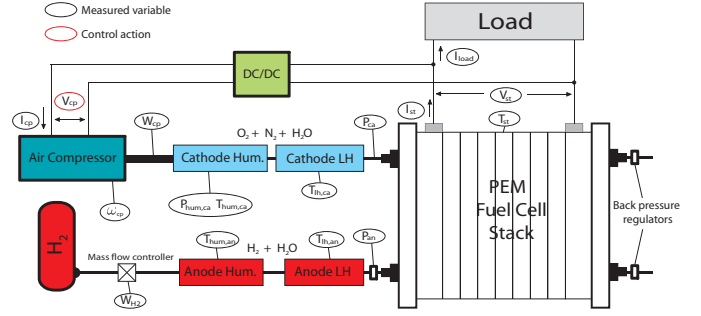 Measured variable
Control action
Load
DC/DC
I_load
V_cp
V_st
I_cp
I_st
W_cp
P_ca
T_st
O₂ + N₂ + H₂O
Air Compressor
Cathode Hum.
Cathode LH
P_hum,ca T_hum,ca
T_lh,ca
ω_cp
PEM
Fuel Cell
Stack
Back pressure
regulators
H₂
T_hum,an
H₂ + H₂O
T_lh,an
P_an
Mass flow controller
Anode Hum.
Anode LH
W_H2